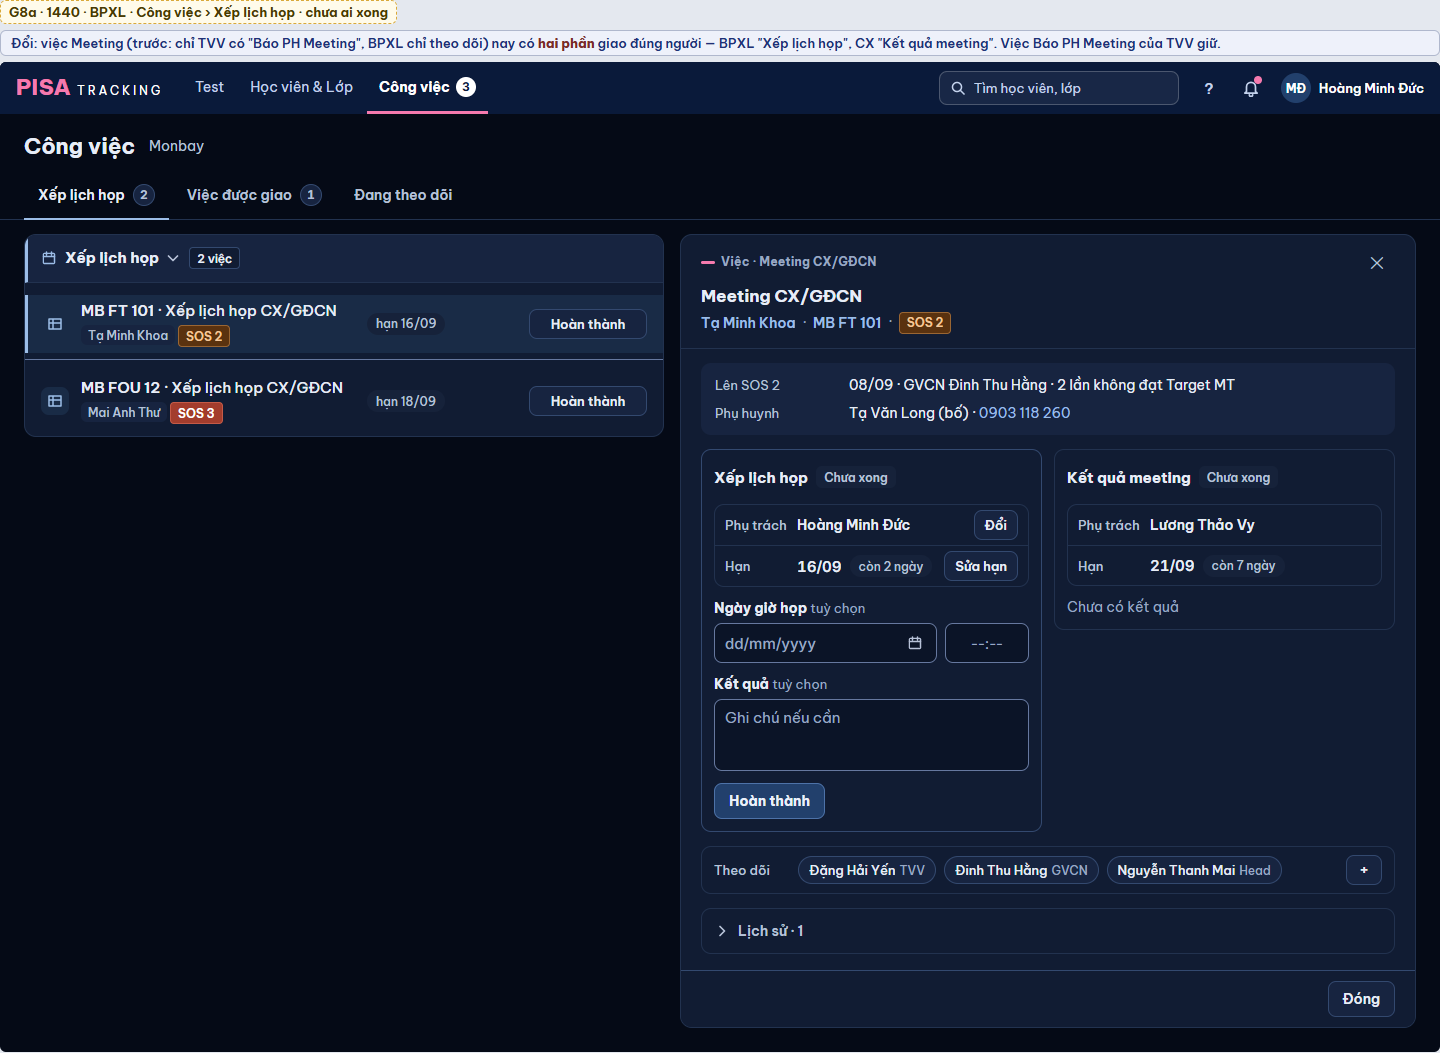 G8a · 1440 · BPXL · Công việc › Xếp lịch họp · chưa ai xong
Đổi: việc Meeting (trước: chỉ TVV có "Báo PH Meeting", BPXL chỉ theo dõi) nay có hai phần giao đúng người — BPXL "Xếp lịch họp", CX "Kết quả meeting". Việc Báo PH Meeting của TVV giữ.
PISA TRACKING
Test
Học viên & Lớp
Công việc 3
Tìm học viên, lớp
?
MĐ Hoàng Minh Đức
Công việc Monbay
Xếp lịch họp 2
Việc được giao 1
Đang theo dõi
Xếp lịch họp 2 việc
MB FT 101 · Xếp lịch họp CX/GĐCN
Tạ Minh Khoa SOS 2
hạn 16/09
Hoàn thành
MB FOU 12 · Xếp lịch họp CX/GĐCN
Mai Anh Thư SOS 3
hạn 18/09
Hoàn thành
Việc · Meeting CX/GĐCN
Meeting CX/GĐCN
Tạ Minh Khoa · MB FT 101 · SOS 2
Lên SOS 2 08/09 · GVCN Đinh Thu Hằng · 2 lần không đạt Target MT
Phụ huynh Tạ Văn Long (bố) · 0903 118 260
Xếp lịch họp Chưa xong
Phụ trách Hoàng Minh Đức Đổi
Hạn 16/09 còn 2 ngày Sửa hạn
Ngày giờ họp tuỳ chọn
dd/mm/yyyy --:--
Kết quả tuỳ chọn
Ghi chú nếu cần
Hoàn thành
Kết quả meeting Chưa xong
Phụ trách Lương Thảo Vy
Hạn 21/09 còn 7 ngày
Chưa có kết quả
Theo dõi Đặng Hải Yến TVV Đinh Thu Hằng GVCN Nguyễn Thanh Mai Head +
Lịch sử · 1
Đóng